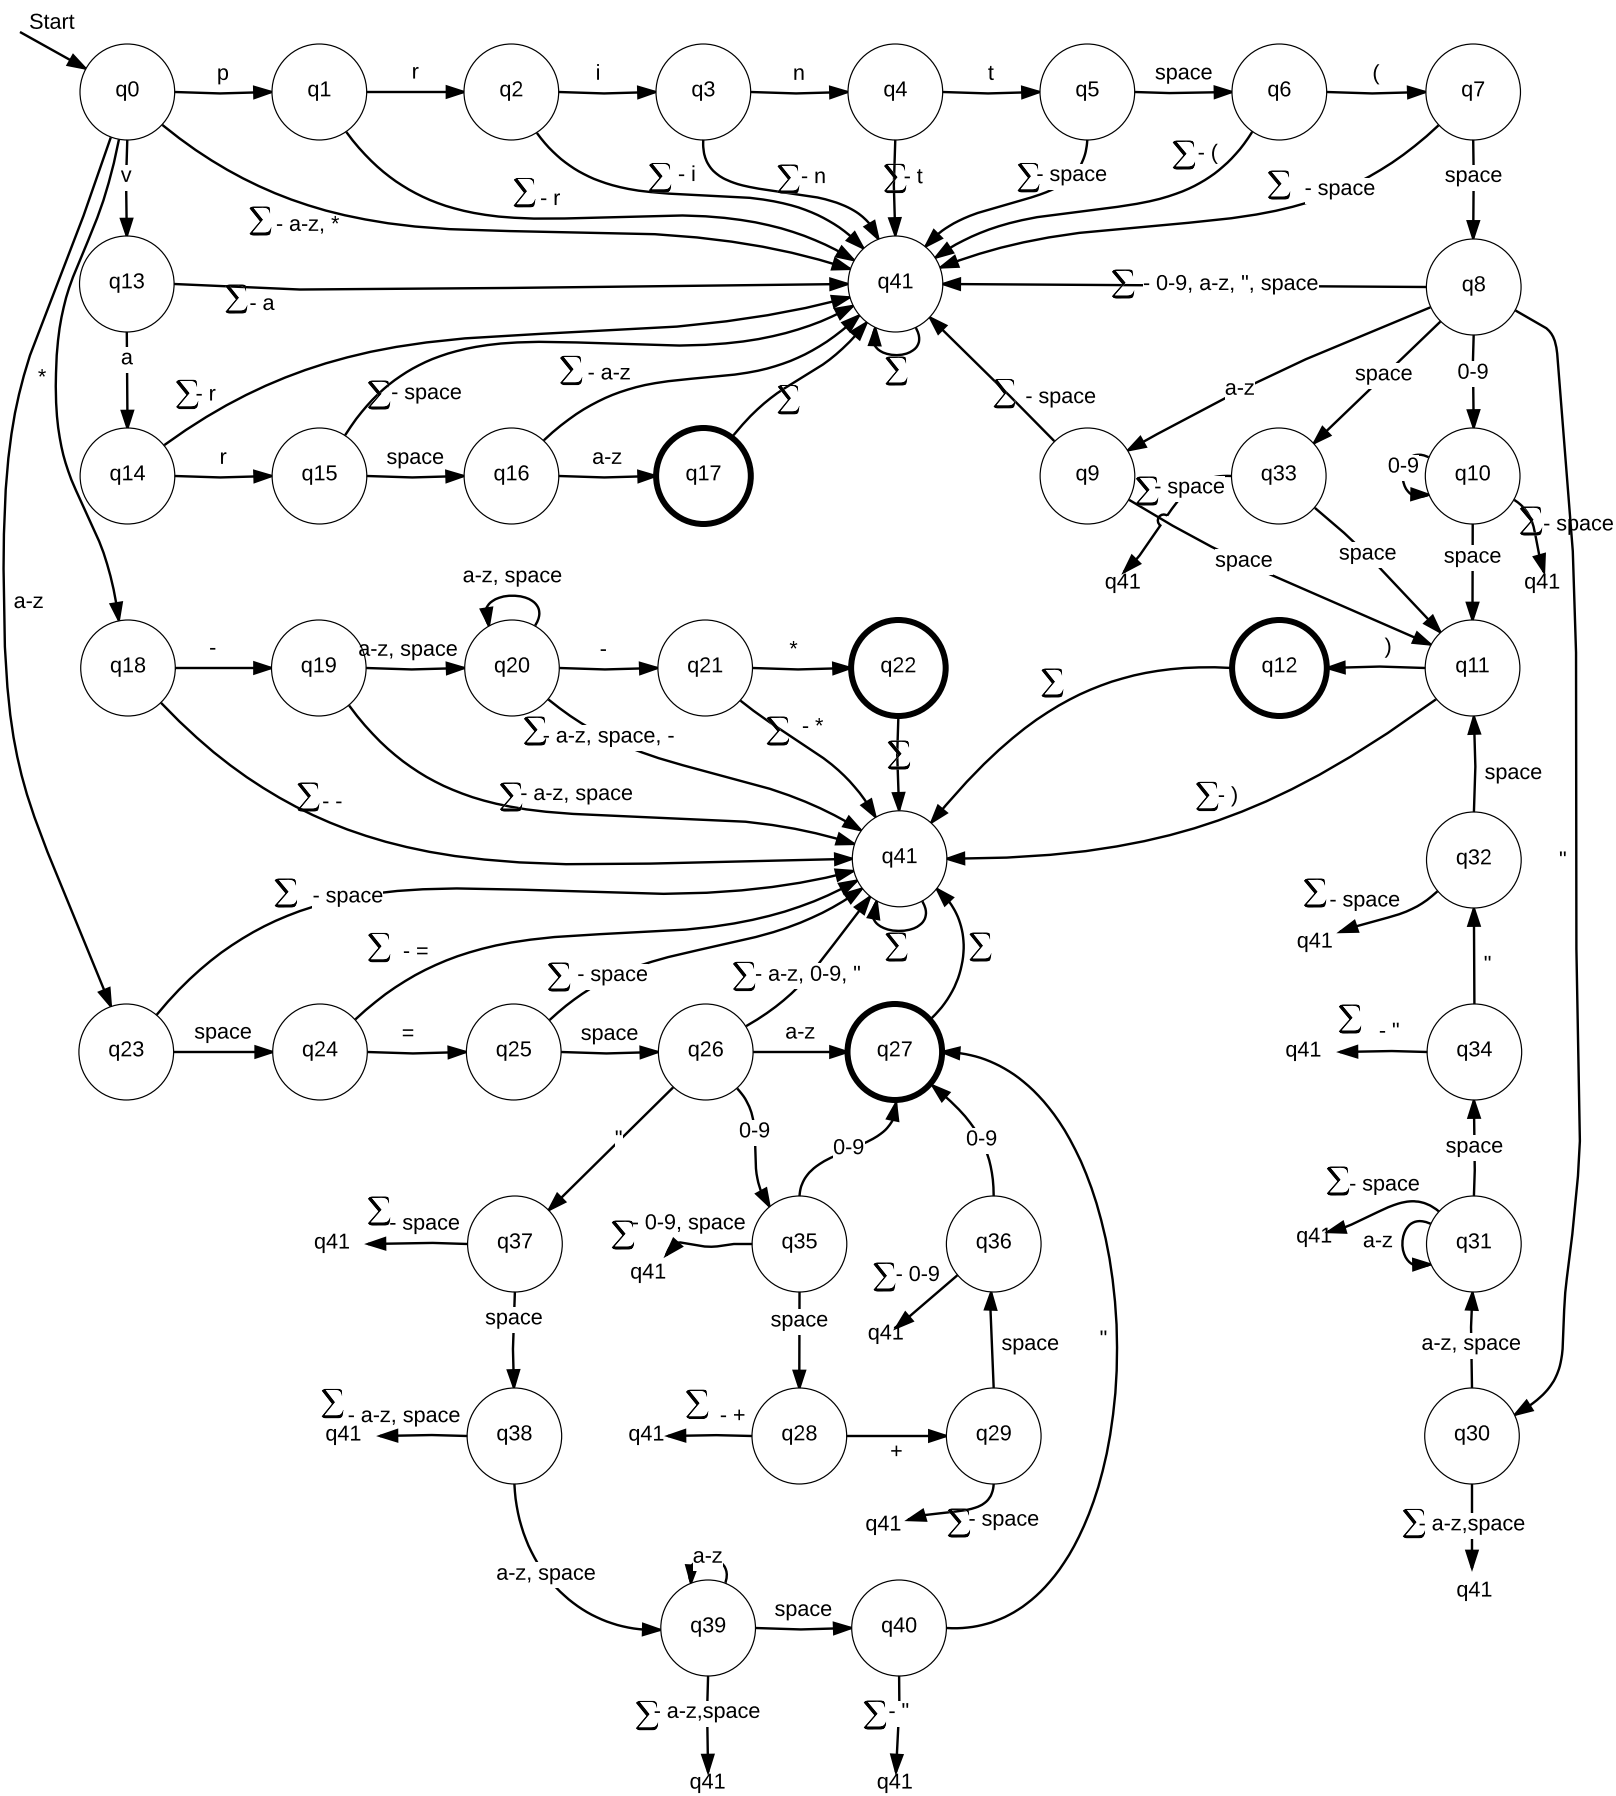 Start
q0
p
q1
r
q2
i
q3
n
q4
t
q5
space
q6
(
q7
v
∑ - a-z, *
∑ - r
∑ - i
∑ - n
∑ - t
∑ - space
∑ - (
∑ - space
space
q13
∑ - a
q41
∑ - 0-9, a-z, ", space
q8
a
*
∑ - r
∑ - space
∑ - a-z
∑
∑
∑ - space
a-z
space
0-9
q14
r
q15
space
q16
a-z
q17
q9
∑ - space
q33
0-9
q10
∑ - space
q41
space
space
space
q41
a-z
a-z, space
q18
-
q19
a-z, space
q20
-
q21
*
q22
∑
q12
)
q11
∑ - -
∑ - a-z, space
∑ - a-z, space, -
∑ - *
∑
∑ - )
space
q41
q32
"
∑ - space
∑ - =
∑ - space
∑ - a-z, 0-9, "
∑
∑
∑ - space
q41
"
q23
space
q24
=
q25
space
q26
a-z
q27
q41
∑ - "
q34
"
0-9
0-9
0-9
space
∑ - space
q41
q37
∑ - 0-9, space
q41
q35
q36
∑ - space
q41
a-z
q31
∑ - 0-9
q41
space
space
space
"
a-z, space
∑ - a-z, space
q41
q38
∑ - +
q41
q28
+
q29
q30
q41
∑ - space
∑ - a-z,space
q41
a-z, space
a-z
q39
space
q40
∑ - a-z,space
∑ - "
q41
q41